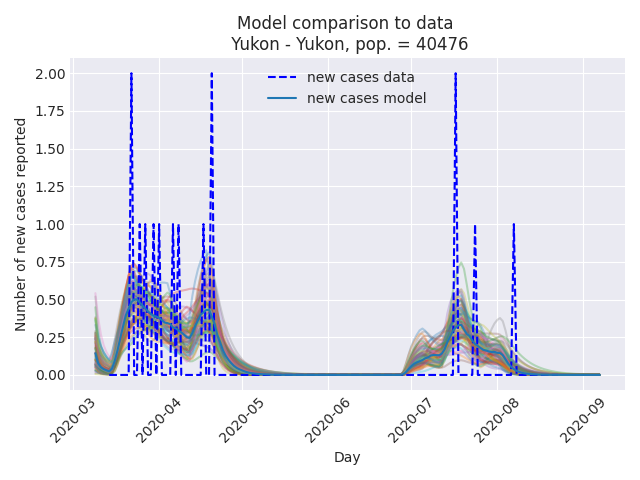 Model comparison to data
Yukon - Yukon, pop. = 40476
new cases data
new cases model
Number of new cases reported
2.00
1.75
1.50
1.25
1.00
0.75
0.50
0.25
0.00
2020-03
2020-04
2020-05
2020-06
2020-07
2020-08
2020-09
Day